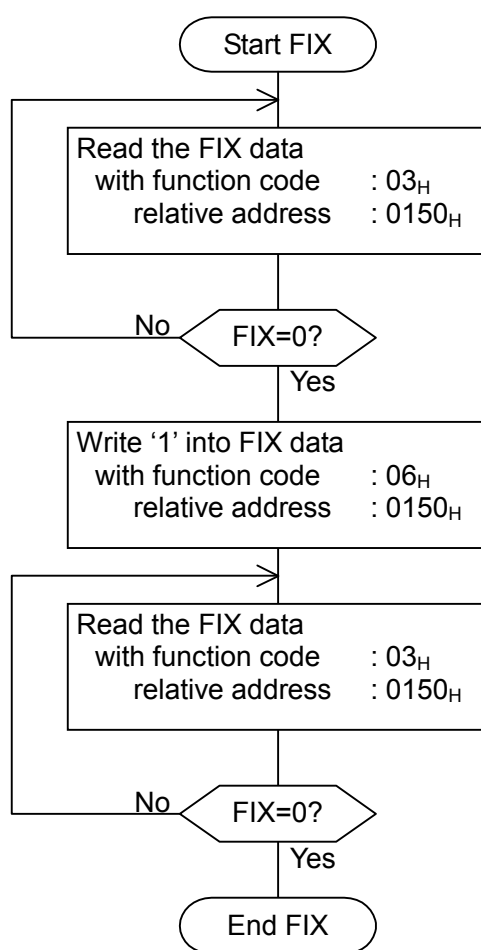 Start FIX
Read the FIX data
with function code : 03H
relative address : 0150H
No
FIX=0?
Yes
Write ‘1’ into FIX data
with function code : 06H
relative address : 0150H
Read the FIX data
with function code : 03H
relative address : 0150H
No
FIX=0?
Yes
End FIX